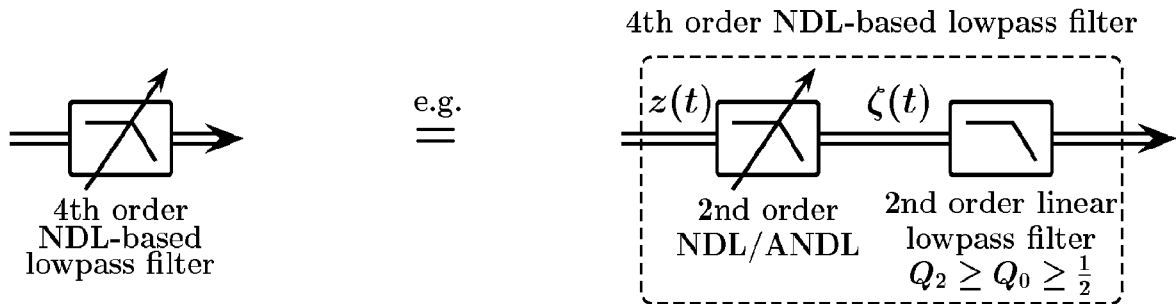 4th order NDL-based lowpass filter
4th order
NDL-based
lowpass filter
e.g.
=
z(t)
ζ(t)
2nd order
NDL/ANDL
2nd order linear
lowpass filter
Q₂ ≥ Q₀ ≥ ½